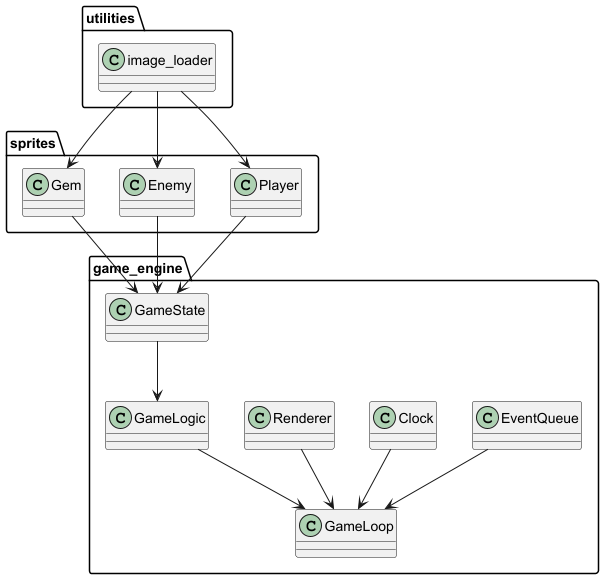 utilities
C image_loader
sprites
C Gem
C Enemy
C Player
game_engine
C GameState
C GameLogic
C Renderer
C Clock
C EventQueue
C GameLoop